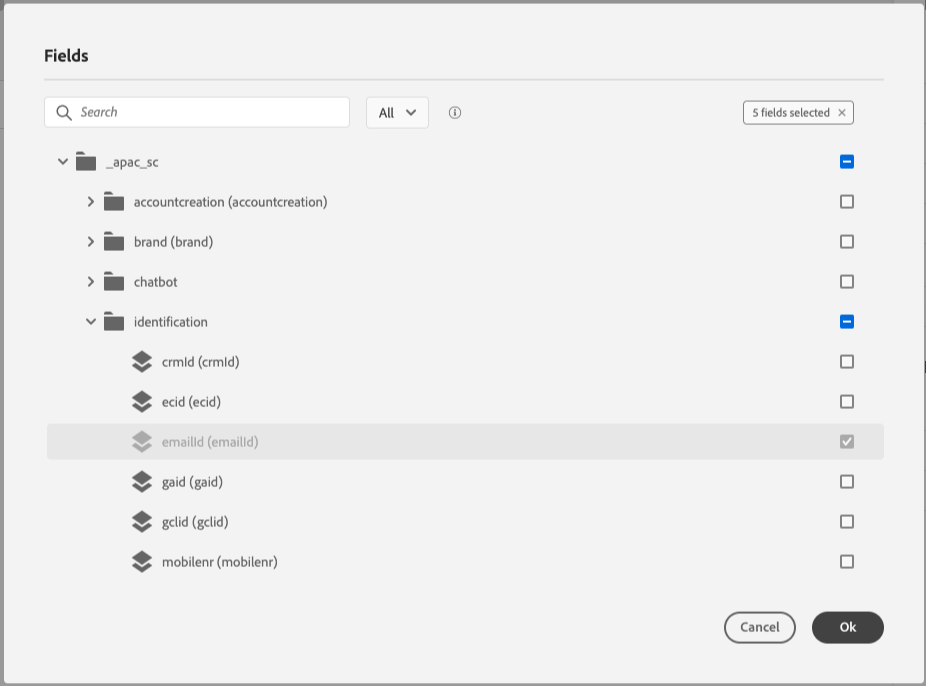 Fields
Search
All
5 fields selected
_apac_sc
accountcreation (accountcreation)
brand (brand)
chatbot
identification
crmId (crmId)
ecid (ecid)
emailId (emailId)
gaid (gaid)
gclid (gclid)
mobilenr (mobilenr)
Cancel
Ok